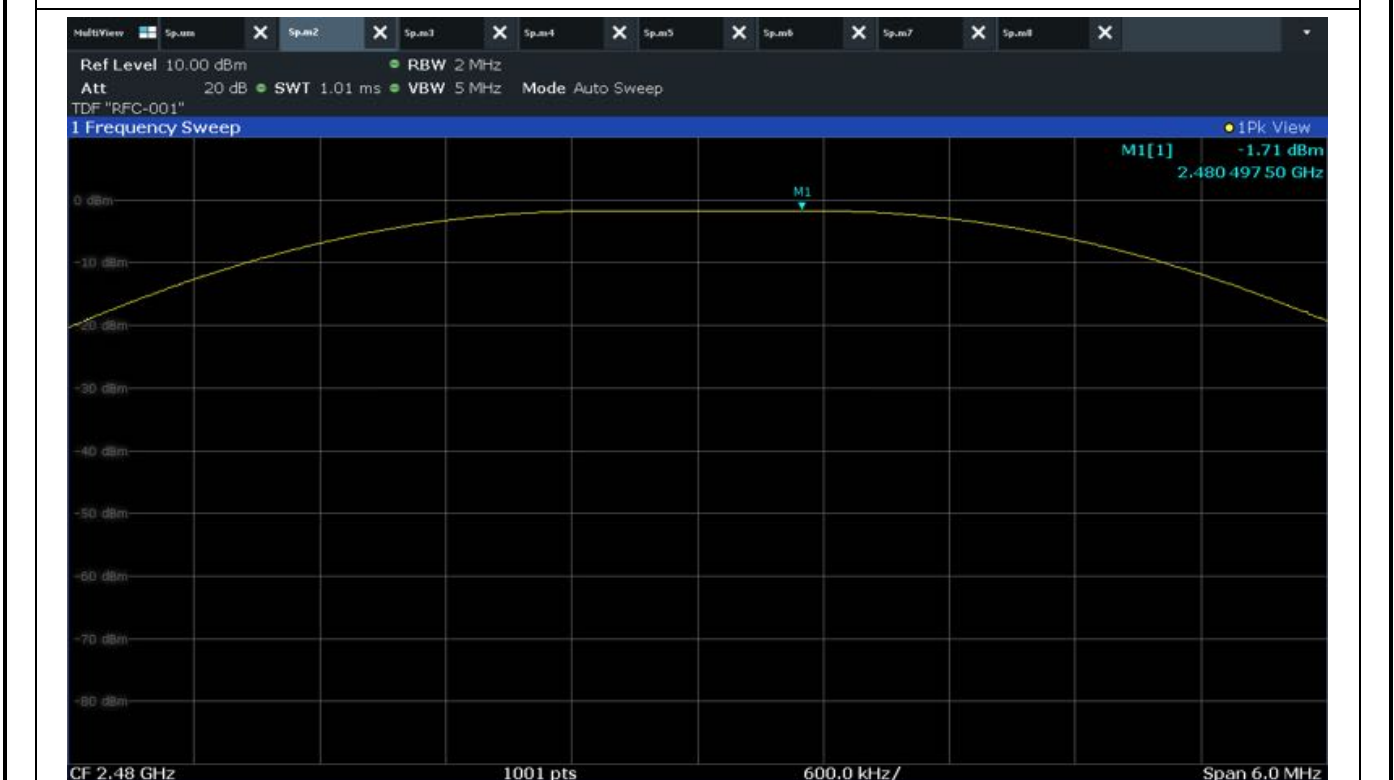 MultiView Sp.um Sp.m2 Sp.m3 Sp.m4 Sp.m5 Sp.m6 Sp.m7 Sp.m8
Ref Level 10.00 dBm RBW 2 MHz
Att 20 dB SWT 1.01 ms VBW 5 MHz Mode Auto Sweep
TDF "RFC-001"
1 Frequency Sweep 1Pk View
M1[1] -1.71 dBm
2.480 497 50 GHz
M1
0 dBm
-10 dBm
-20 dBm
-30 dBm
-40 dBm
-50 dBm
-60 dBm
-70 dBm
-80 dBm
CF 2.48 GHz 1001 pts 600.0 kHz/ Span 6.0 MHz